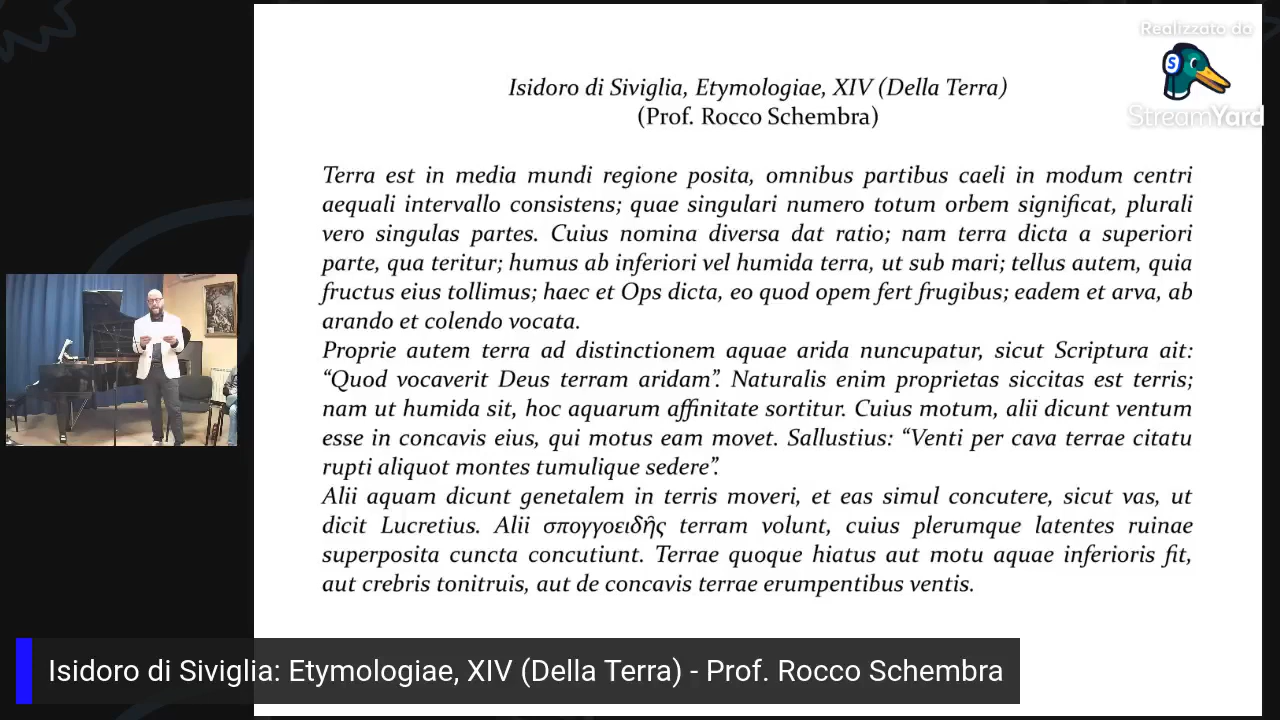 Realizzato da
S
StreamYard
Isidoro di Siviglia, Etymologiae, XIV (Della Terra)
(Prof. Rocco Schembra)
Terra est in media mundi regione posita, omnibus partibus caeli in modum centri
aequali intervallo consistens; quae singulari numero totum orbem significat, plurali
vero singulas partes. Cuius nomina diversa dat ratio; nam terra dicta a superiori
parte, qua teritur; humus ab inferiori vel humida terra, ut sub mari; tellus autem, quia
fructus eius tollimus; haec et Ops dicta, eo quod opem fert frugibus; eadem et arva, ab
arando et colendo vocata.
Proprie autem terra ad distinctionem aquae arida nuncupatur, sicut Scriptura ait:
“Quod vocaverit Deus terram aridam”. Naturalis enim proprietas siccitas est terris;
nam ut humida sit, hoc aquarum affinitate sortitur. Cuius motum, alii dicunt ventum
esse in concavis eius, qui motus eam movet. Sallustius: “Venti per cava terrae citatu
rupti aliquot montes tumulique sedere”.
Alii aquam dicunt genetalem in terris moveri, et eas simul concutere, sicut vas, ut
dicit Lucretius. Alii σπογγοειδῆς terram volunt, cuius plerumque latentes ruinae
superposita cuncta concutiunt. Terrae quoque hiatus aut motu aquae inferioris fit,
aut crebris tonitruis, aut de concavis terrae erumpentibus ventis.
Isidoro di Siviglia: Etymologiae, XIV (Della Terra) - Prof. Rocco Schembra